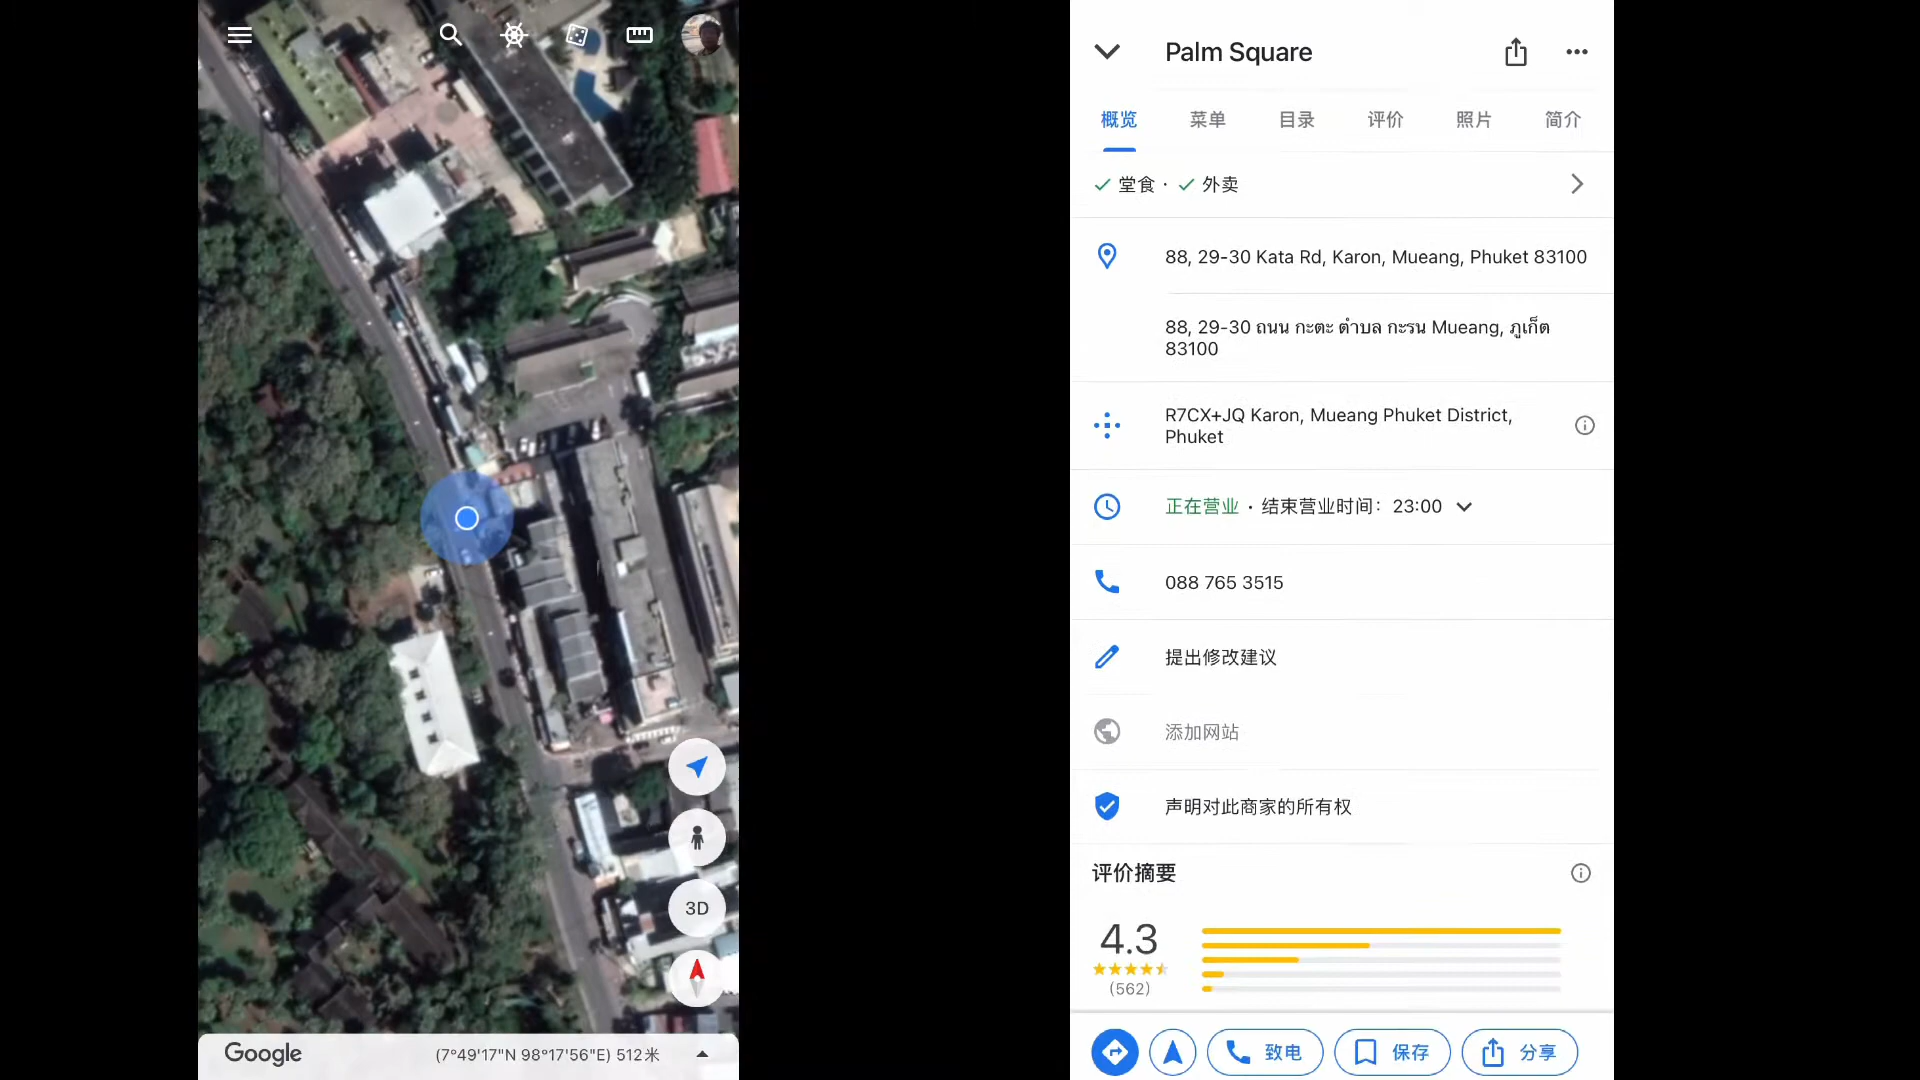 3D
Google
(7°49'17"N 98°17'56"E) 512米
Palm Square
概览 菜单 目录 评价 照片 简介
堂食 · 外卖
88, 29-30 Kata Rd, Karon, Mueang, Phuket 83100
88, 29-30 ถนน กะตะ ตำบล กะรน Mueang, ภูเก็ต
83100
R7CX+JQ Karon, Mueang Phuket District,
Phuket
正在营业 · 结束营业时间：23:00
088 765 3515
提出修改建议
添加网站
声明对此商家的所有权
评价摘要
4.3
(562)
致电 保存 分享